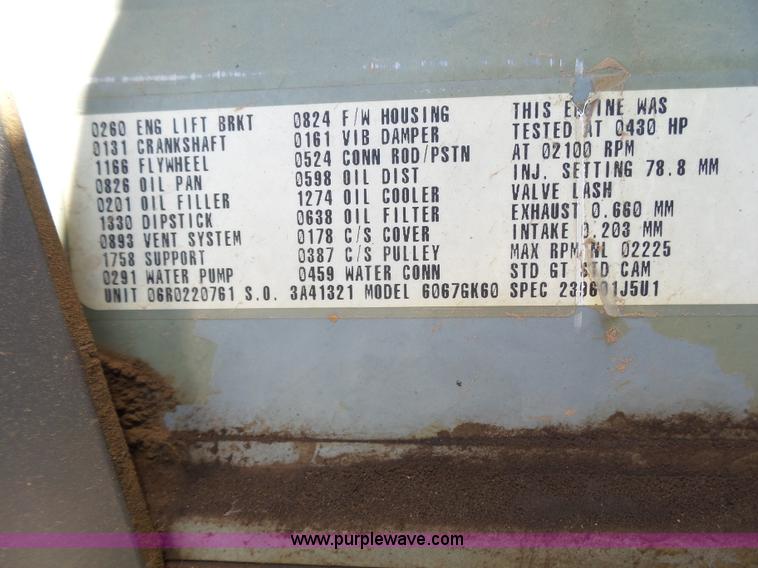 0260 ENG LIFT BRKT
0131 CRANKSHAFT
1166 FLYWHEEL
0826 OIL PAN
0201 OIL FILLER
1330 DIPSTICK
0893 VENT SYSTEM
1758 SUPPORT
0291 WATER PUMP
0824 F/W HOUSING
0161 VIB DAMPER
0524 CONN ROD/PSTN
0598 OIL DIST
1274 OIL COOLER
0638 OIL FILTER
0178 C/S COVER
0387 C/S PULLEY
0459 WATER CONN
THIS ENGINE WAS
TESTED AT 0430 HP
AT 02100 RPM
INJ. SETTING 78.8 MM
VALVE LASH
EXHAUST 0.660 MM
INTAKE 0.203 MM
MAX RPM NL 02225
STD GT STD CAM
UNIT 06R0220761 S.O. 3A41321 MODEL 6067GK60 SPEC
www.purplewave.com